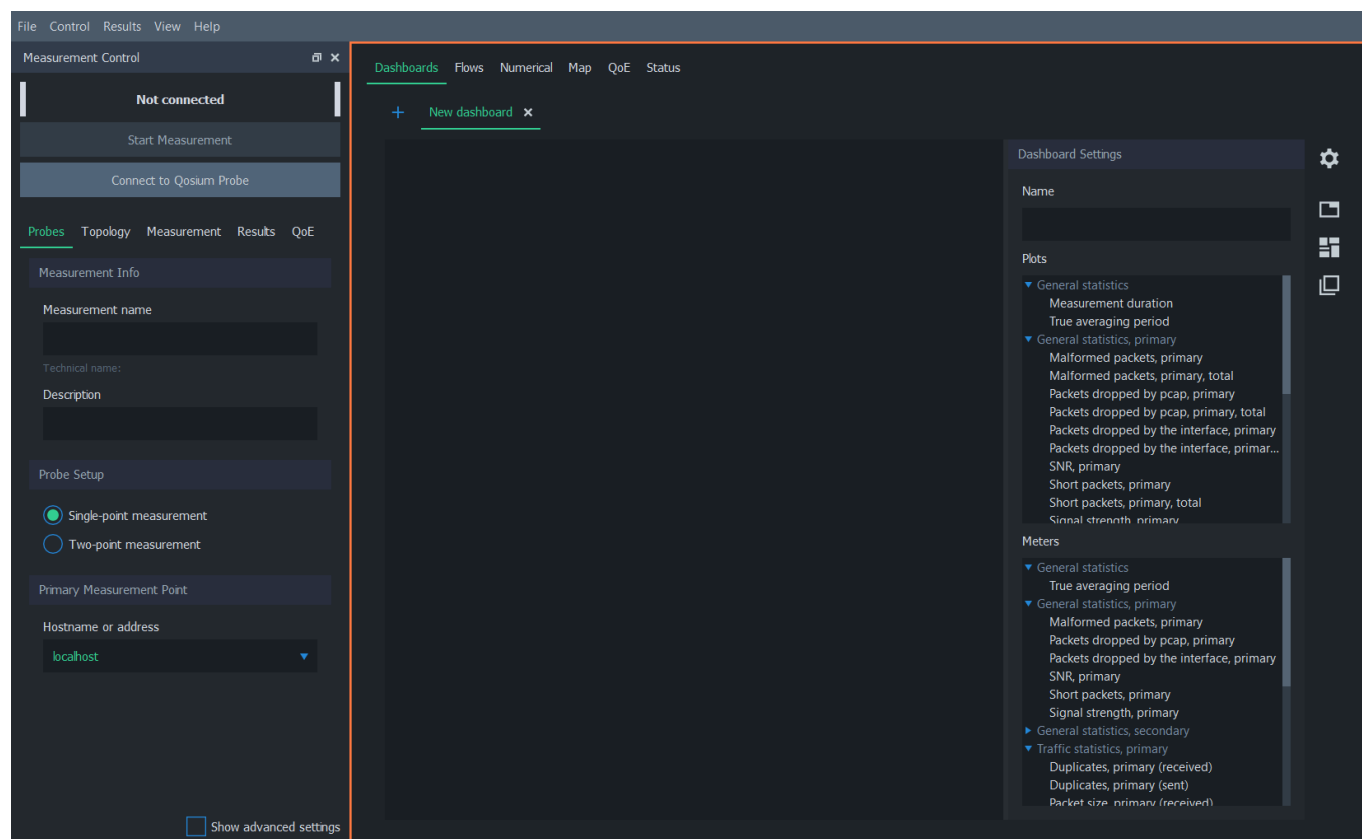 File Control Results View Help
Measurement Control
Not connected
Start Measurement
Connect to Qosium Probe
Probes Topology Measurement Results QoE
Measurement Info
Measurement name
Technical name:
Description
Probe Setup
Single-point measurement
Two-point measurement
Primary Measurement Point
Hostname or address
localhost
Show advanced settings
Dashboards Flows Numerical Map QoE Status
+ New dashboard
Dashboard Settings
Name
Plots
General statistics
Measurement duration
True averaging period
General statistics, primary
Malformed packets, primary
Malformed packets, primary, total
Packets dropped by pcap, primary
Packets dropped by pcap, primary, total
Packets dropped by the interface, primary
Packets dropped by the interface, primar...
SNR, primary
Short packets, primary
Short packets, primary, total
Signal strength, primary
Meters
General statistics
True averaging period
General statistics, primary
Malformed packets, primary
Packets dropped by pcap, primary
Packets dropped by the interface, primary
SNR, primary
Short packets, primary
Signal strength, primary
General statistics, secondary
Traffic statistics, primary
Duplicates, primary (received)
Duplicates, primary (sent)
Packet size, primary (received)